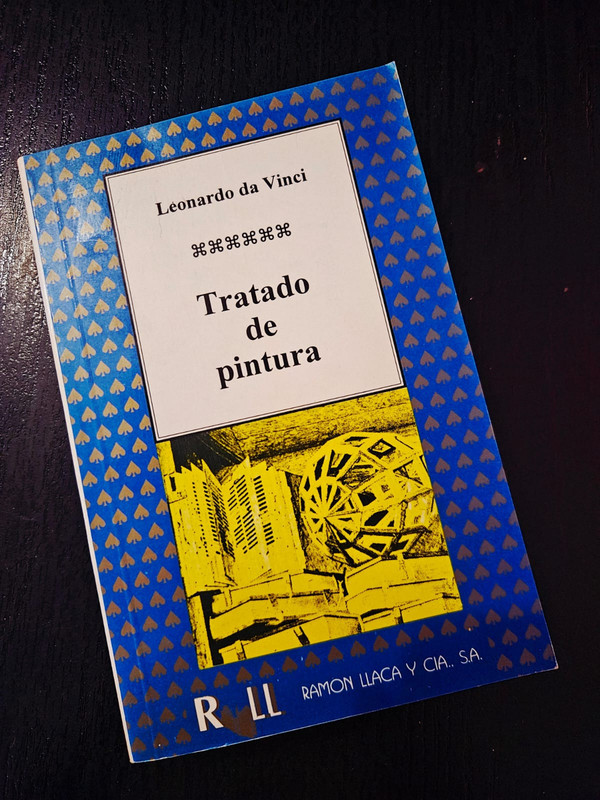 Leonardo da Vinci
⌘⌘⌘⌘⌘⌘
Tratado
de
pintura
R LL
RAMON LLACA Y CIA., S.A.